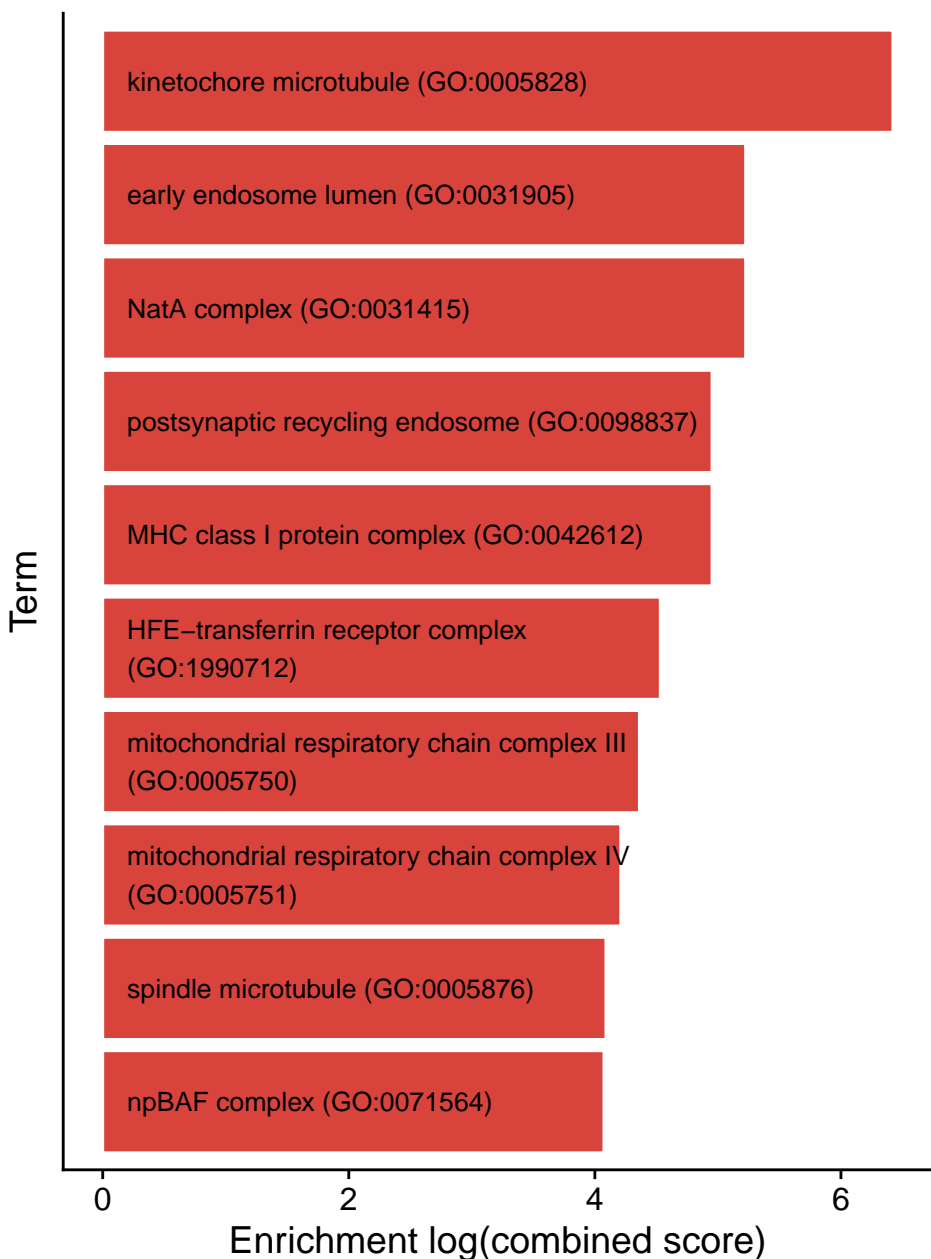 kinetochore microtubule (GO:0005828)
early endosome lumen (GO:0031905)
NatA complex (GO:0031415)
postsynaptic recycling endosome (GO:0098837)
MHC class I protein complex (GO:0042612)
HFE−transferrin receptor complex
(GO:1990712)
mitochondrial respiratory chain complex III
(GO:0005750)
mitochondrial respiratory chain complex IV
(GO:0005751)
spindle microtubule (GO:0005876)
npBAF complex (GO:0071564)
Term
0 2 4 6
Enrichment log(combined score)